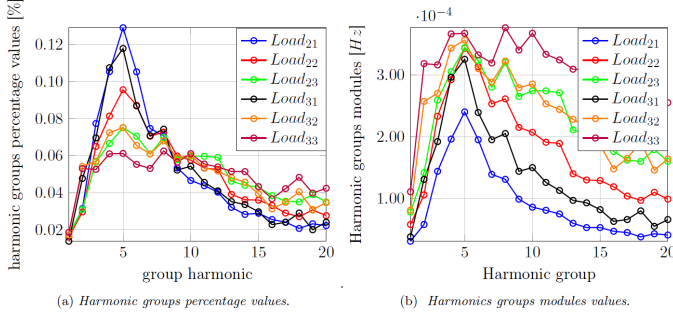 harmonic groups percentage values [%]
0.12
0.10
0.08
0.06
0.04
0.02
5
10
15
20
group harmonic
Load21
Load22
Load23
Load31
Load32
Load33
(a) Harmonic groups percentage values.
Harmonic groups modules [Hz]
·10−4
3.00
2.00
1.00
5
10
15
20
Harmonic group
Load21
Load22
Load23
Load31
Load32
Load33
(b) Harmonics groups modules values.